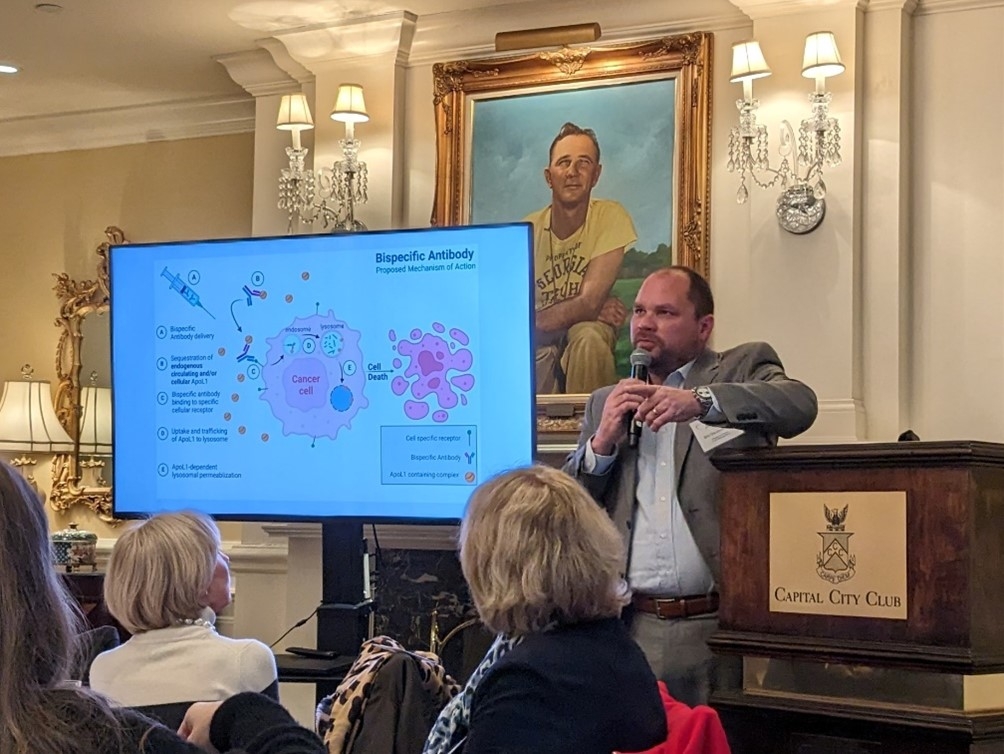 Bispecific Antibody
Proposed Mechanism of Action
A
B
A Bispecific
Antibody delivery
B Sequestration of
endogenous
circulating and/or
cellular ApoL1
C Bispecific antibody
binding to specific
cellular receptor
D Uptake and trafficking
of ApoL1 to lysosome
E ApoL1-dependent
lysosomal permeabilization
endosome
lysosome
D
C
E
Cancer
cell
Cell
Death
Cell specific receptor
Bispecific Antibody
ApoL1 containing complex
GEORGIA
TECH
CAPITAL CITY CLUB